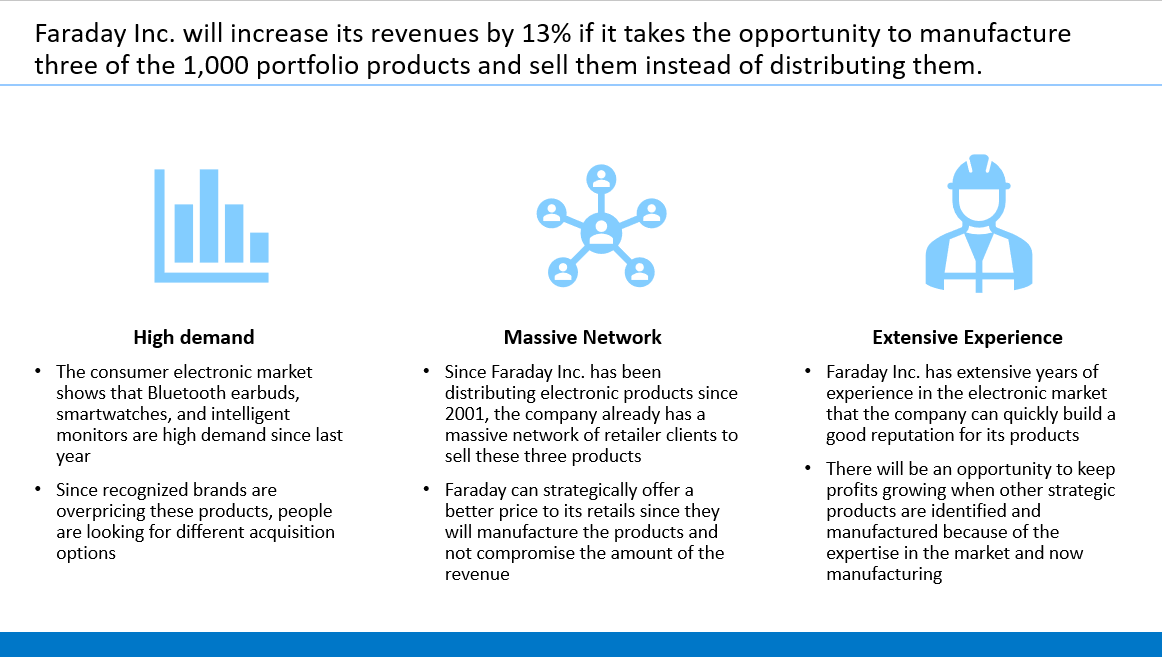 Faraday Inc. will increase its revenues by 13% if it takes the opportunity to manufacture
three of the 1,000 portfolio products and sell them instead of distributing them.
High demand
• The consumer electronic market
shows that Bluetooth earbuds,
smartwatches, and intelligent
monitors are high demand since last
year
• Since recognized brands are
overpricing these products, people
are looking for different acquisition
options
Massive Network
• Since Faraday Inc. has been
distributing electronic products since
2001, the company already has a
massive network of retailer clients to
sell these three products
• Faraday can strategically offer a
better price to its retails since they
will manufacture the products and
not compromise the amount of the
revenue
Extensive Experience
• Faraday Inc. has extensive years of
experience in the electronic market
that the company can quickly build a
good reputation for its products
• There will be an opportunity to keep
profits growing when other strategic
products are identified and
manufactured because of the
expertise in the market and now
manufacturing